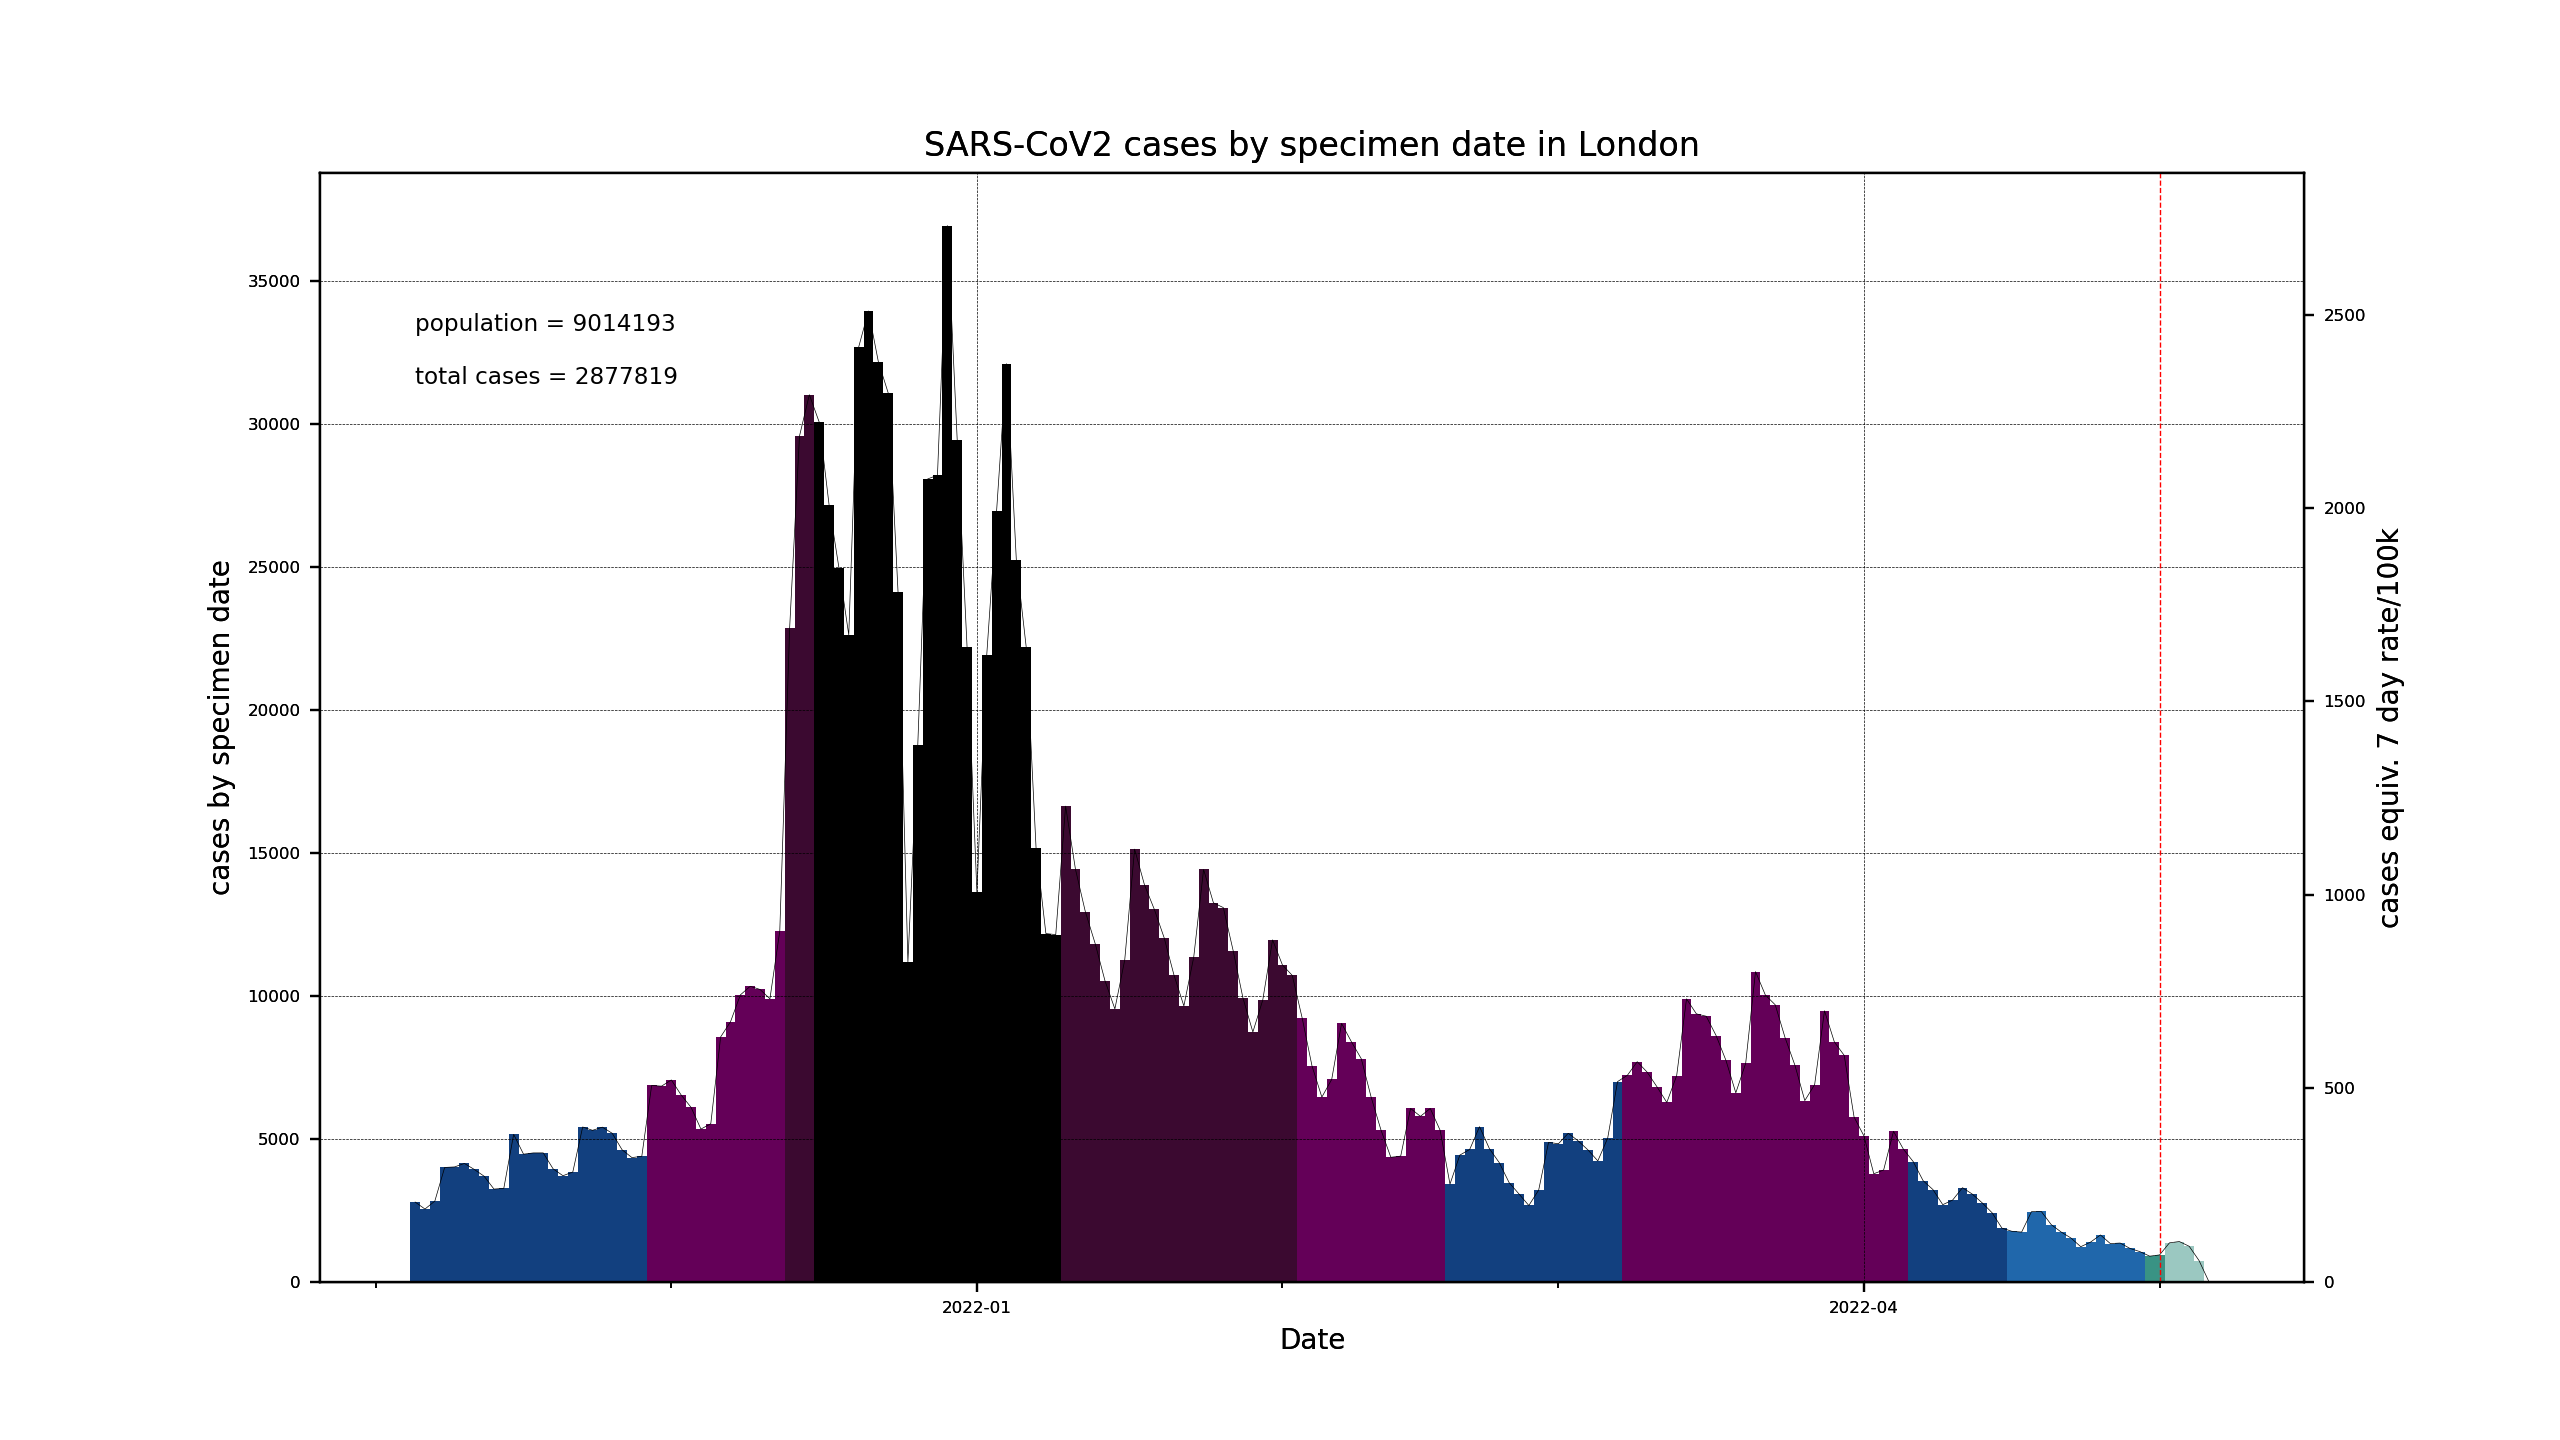 SARS-CoV2 cases by specimen date in London
population = 9014193
total cases = 2877819
cases by specimen date
35000
30000
25000
20000
15000
10000
5000
0
2500
2000
1500
1000
500
0
cases equiv. 7 day rate/100k
2022-01
2022-04
Date